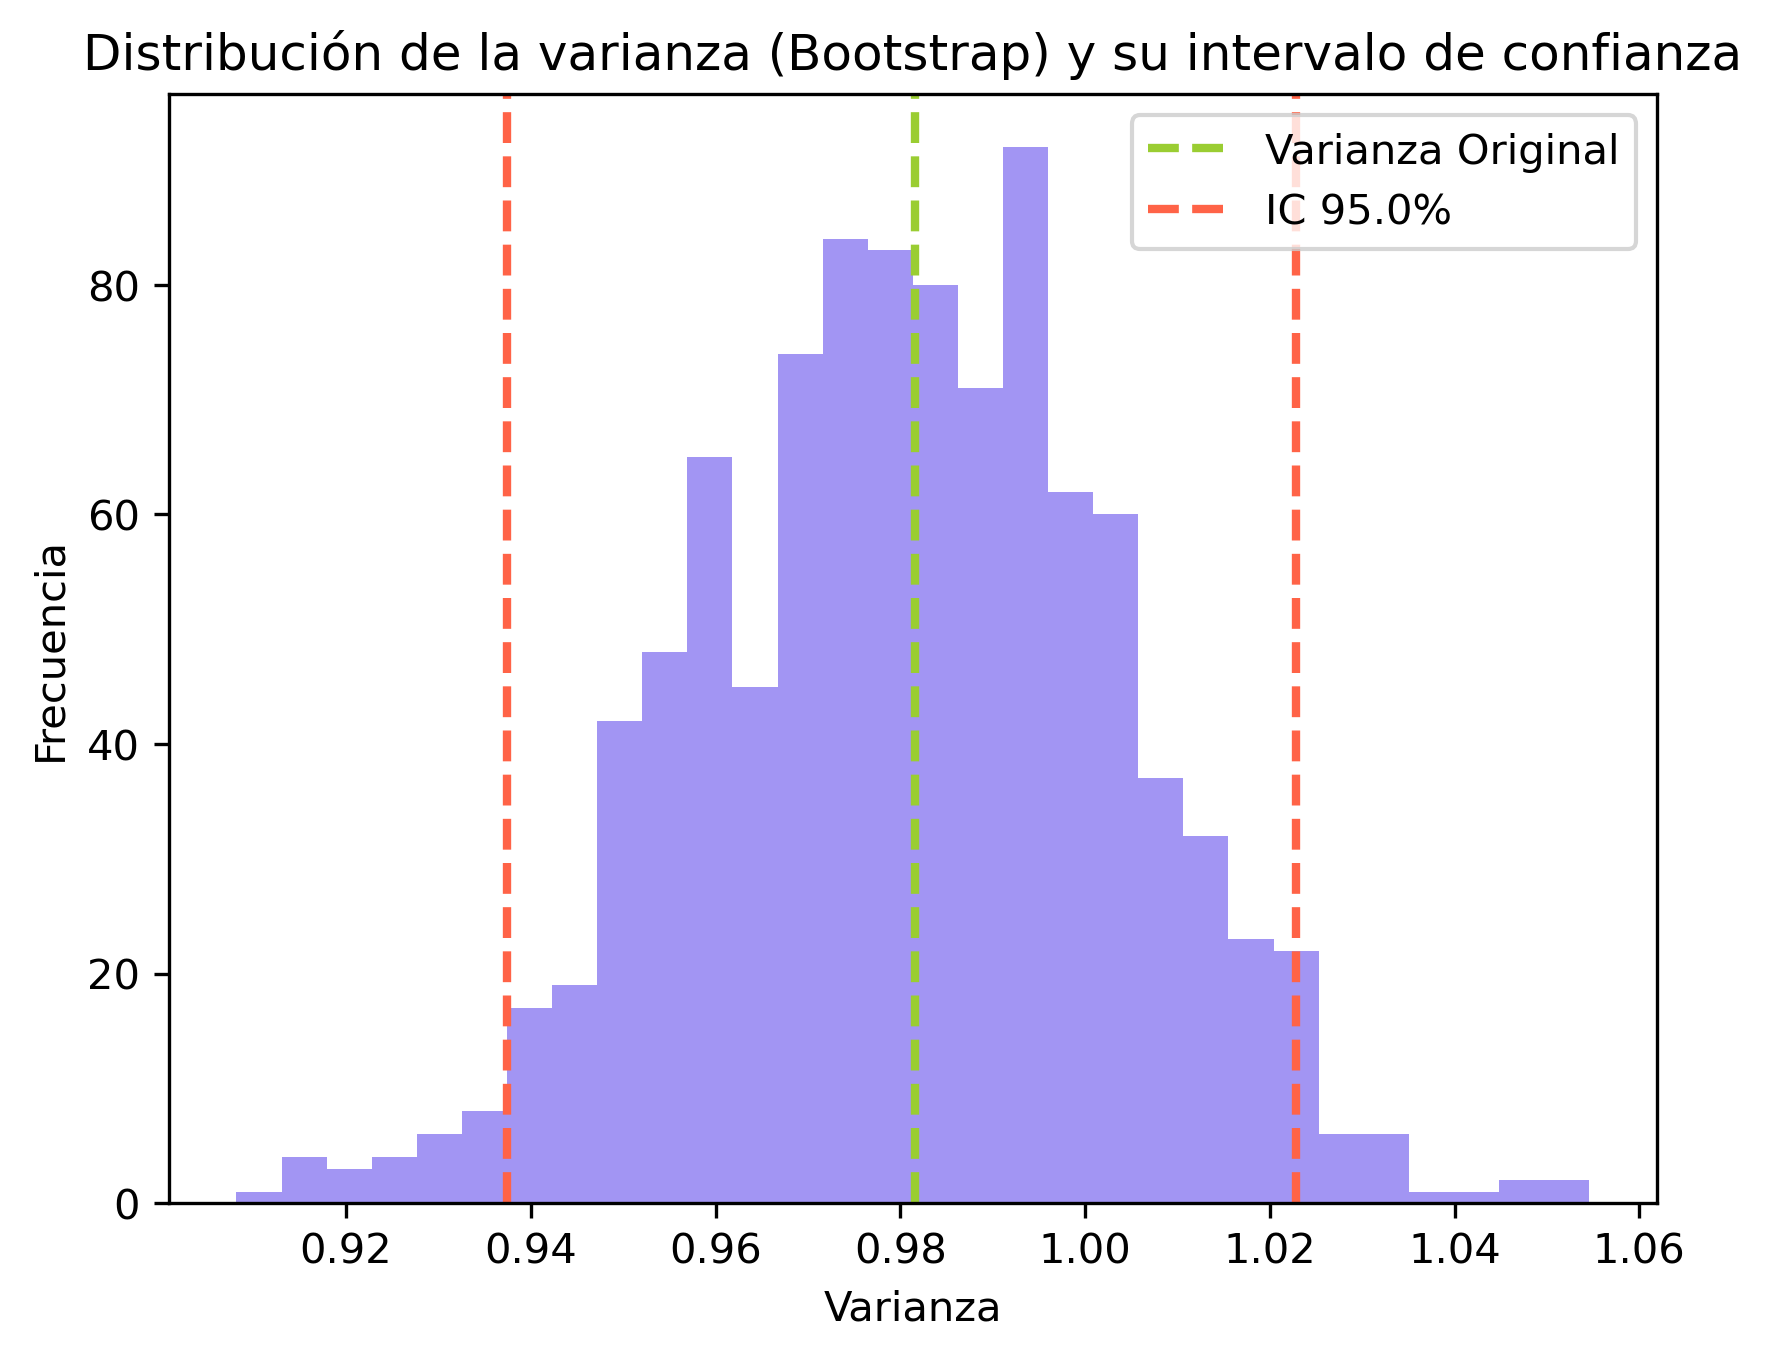 Distribución de la varianza (Bootstrap) y su intervalo de confianza
Varianza Original
IC 95.0%
80
60
40
20
0
Frecuencia
0.92 0.94 0.96 0.98 1.00 1.02 1.04 1.06
Varianza